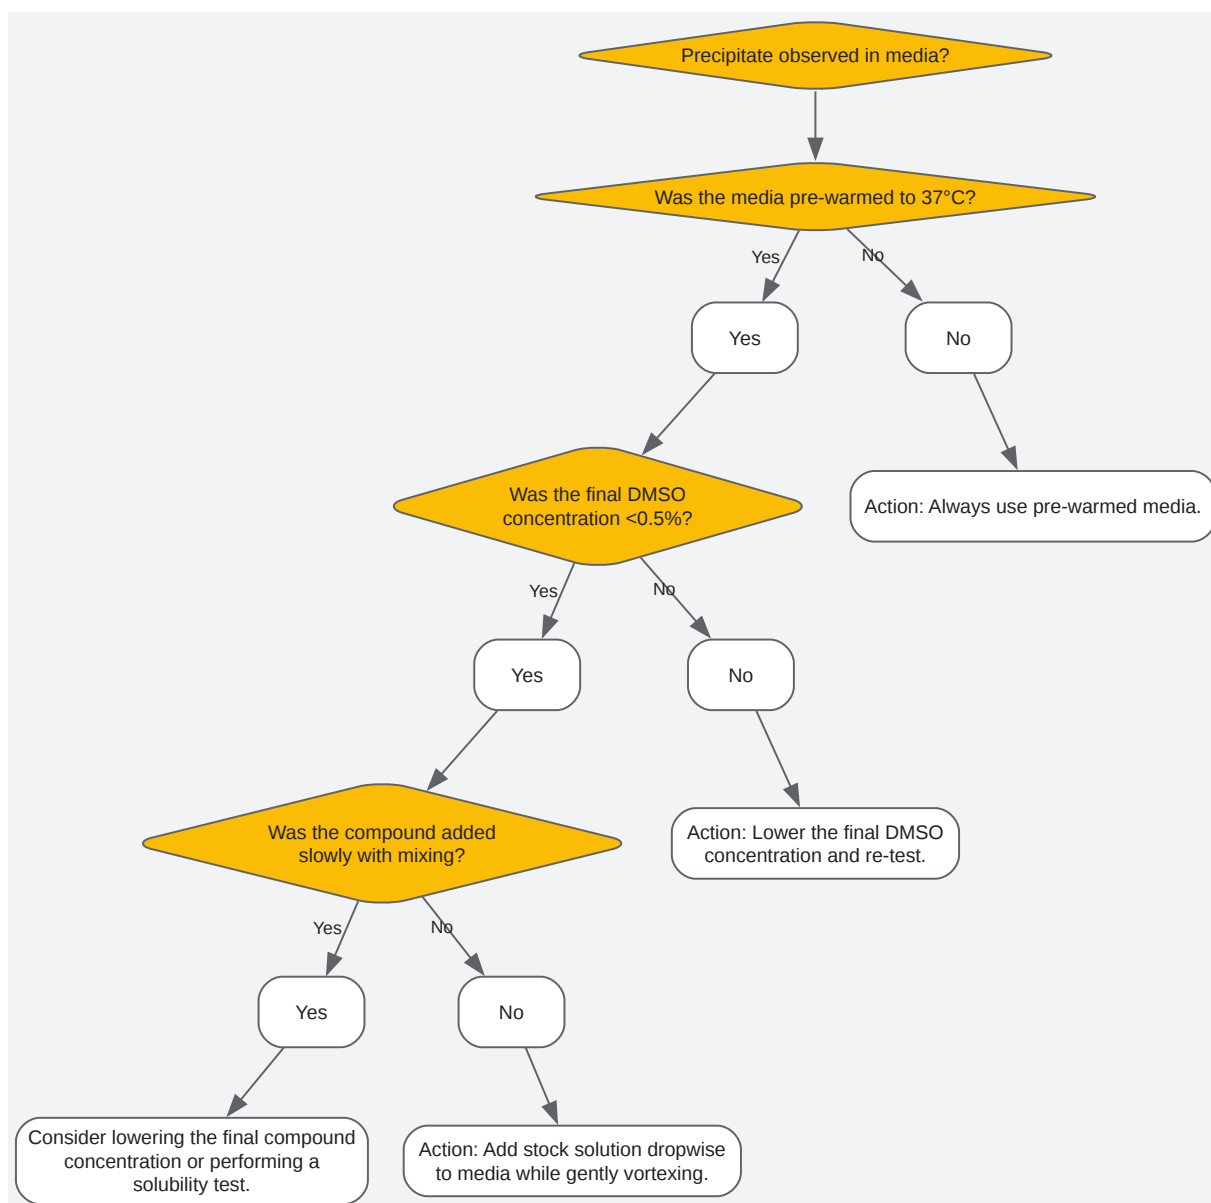 Precipitate observed in media?
Was the media pre-warmed to 37°C?
Yes
No
Yes
No
Was the final DMSO
concentration <0.5%?
Action: Always use pre-warmed media.
Yes
No
Yes
No
Was the compound added
slowly with mixing?
Action: Lower the final DMSO
concentration and re-test.
Yes
No
Yes
No
Consider lowering the final compound
concentration or performing a
solubility test.
Action: Add stock solution dropwise
to media while gently vortexing.